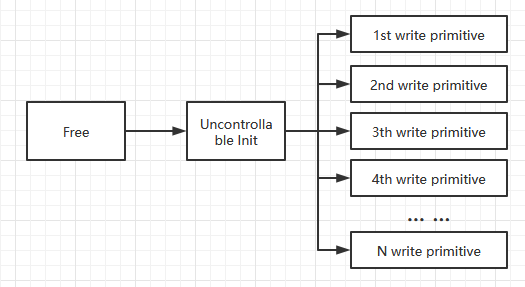 1st write primitive
2nd write primitive
Free
Uncontrolla
ble Init
3th write primitive
4th write primitive
... ...
N write primitive